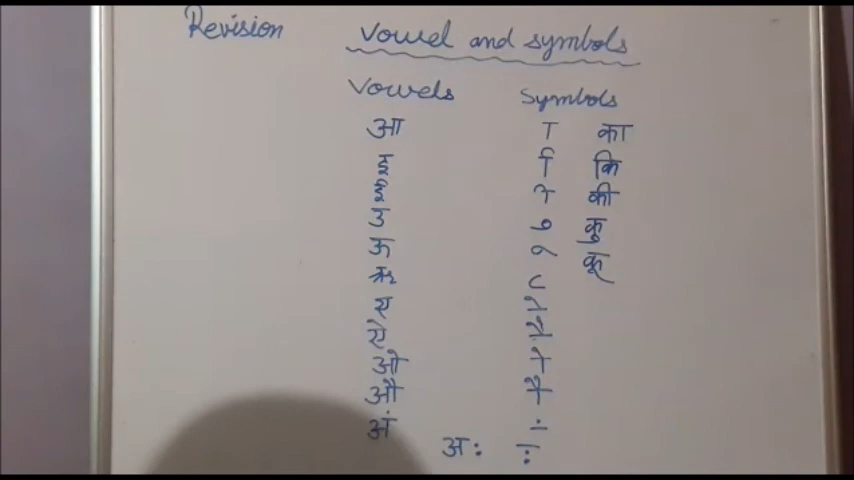 Revision
Vowel and symbols
Vowels Symbols
आ ा का
इ ि कि
ई ी की
उ ु कु
ऊ ू कू
ऋ ृ
ए े
ऐ ै
ओ ो
औ ौ
अं ं
अः ः